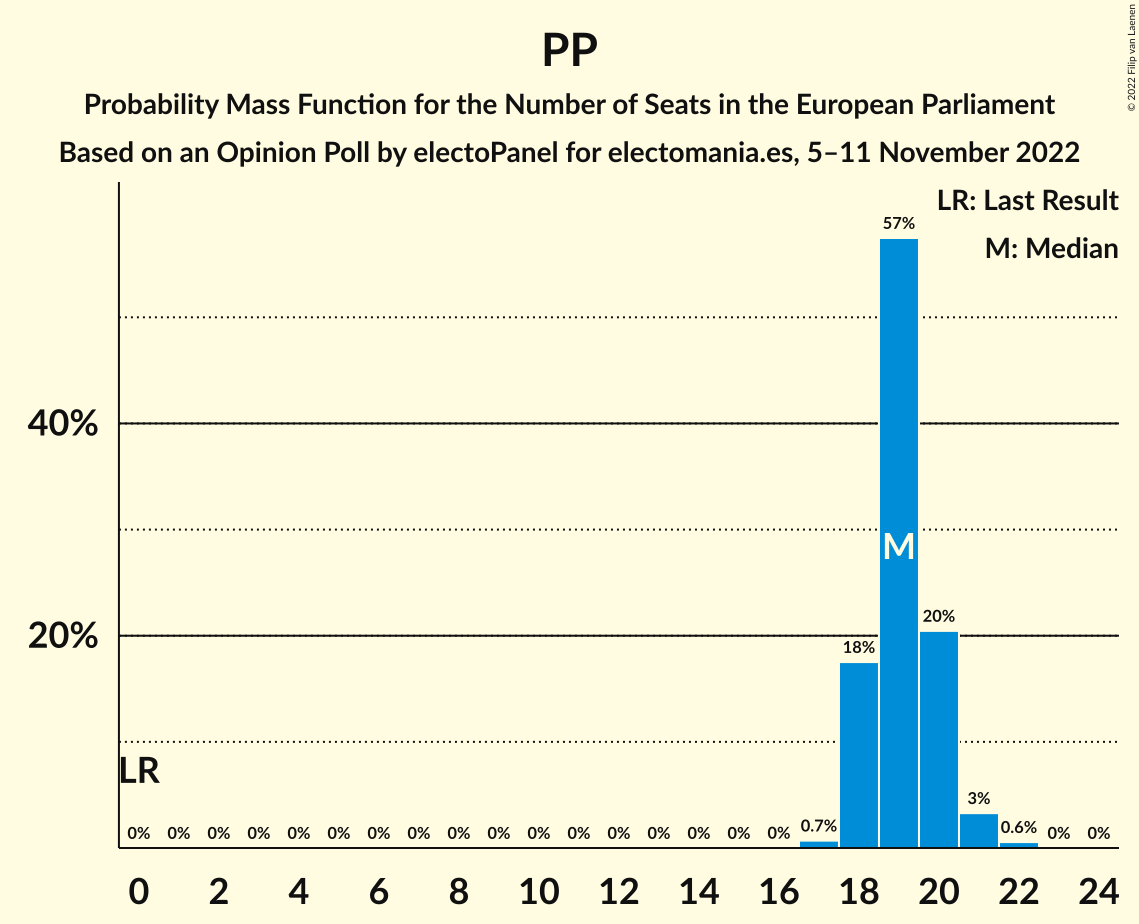 PP
Probability Mass Function for the Number of Seats in the European Parliament
Based on an Opinion Poll by electoPanel for electomania.es, 5–11 November 2022
© 2022 Filip van Laenen
LR: Last Result
M: Median
57%
40%
M
20%
20%
18%
LR
3%
0% 0% 0% 0% 0% 0% 0% 0% 0% 0% 0% 0% 0% 0% 0% 0% 0% 0.7% 0.6% 0% 0%
0 2 4 6 8 10 12 14 16 18 20 22 24